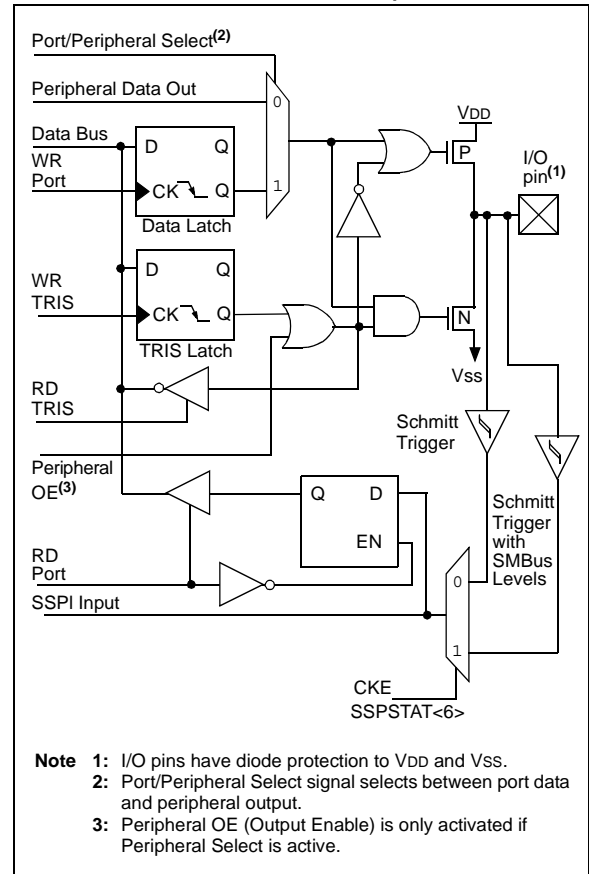 Port/Peripheral Select(2)
Peripheral Data Out
0
VDD
Data Bus
D Q
P
I/O
pin(1)
WR
Port
CK Q
1
Data Latch
D Q
WR
TRIS
CK Q
N
TRIS Latch
Vss
RD
TRIS
Schmitt
Trigger
Peripheral
OE(3)
Q D
Schmitt
Trigger
with
SMBus
Levels
EN
RD
Port
0
SSPI Input
1
CKE
SSPSTAT<6>
Note 1: I/O pins have diode protection to VDD and VSS.
2: Port/Peripheral Select signal selects between port data
and peripheral output.
3: Peripheral OE (Output Enable) is only activated if
Peripheral Select is active.